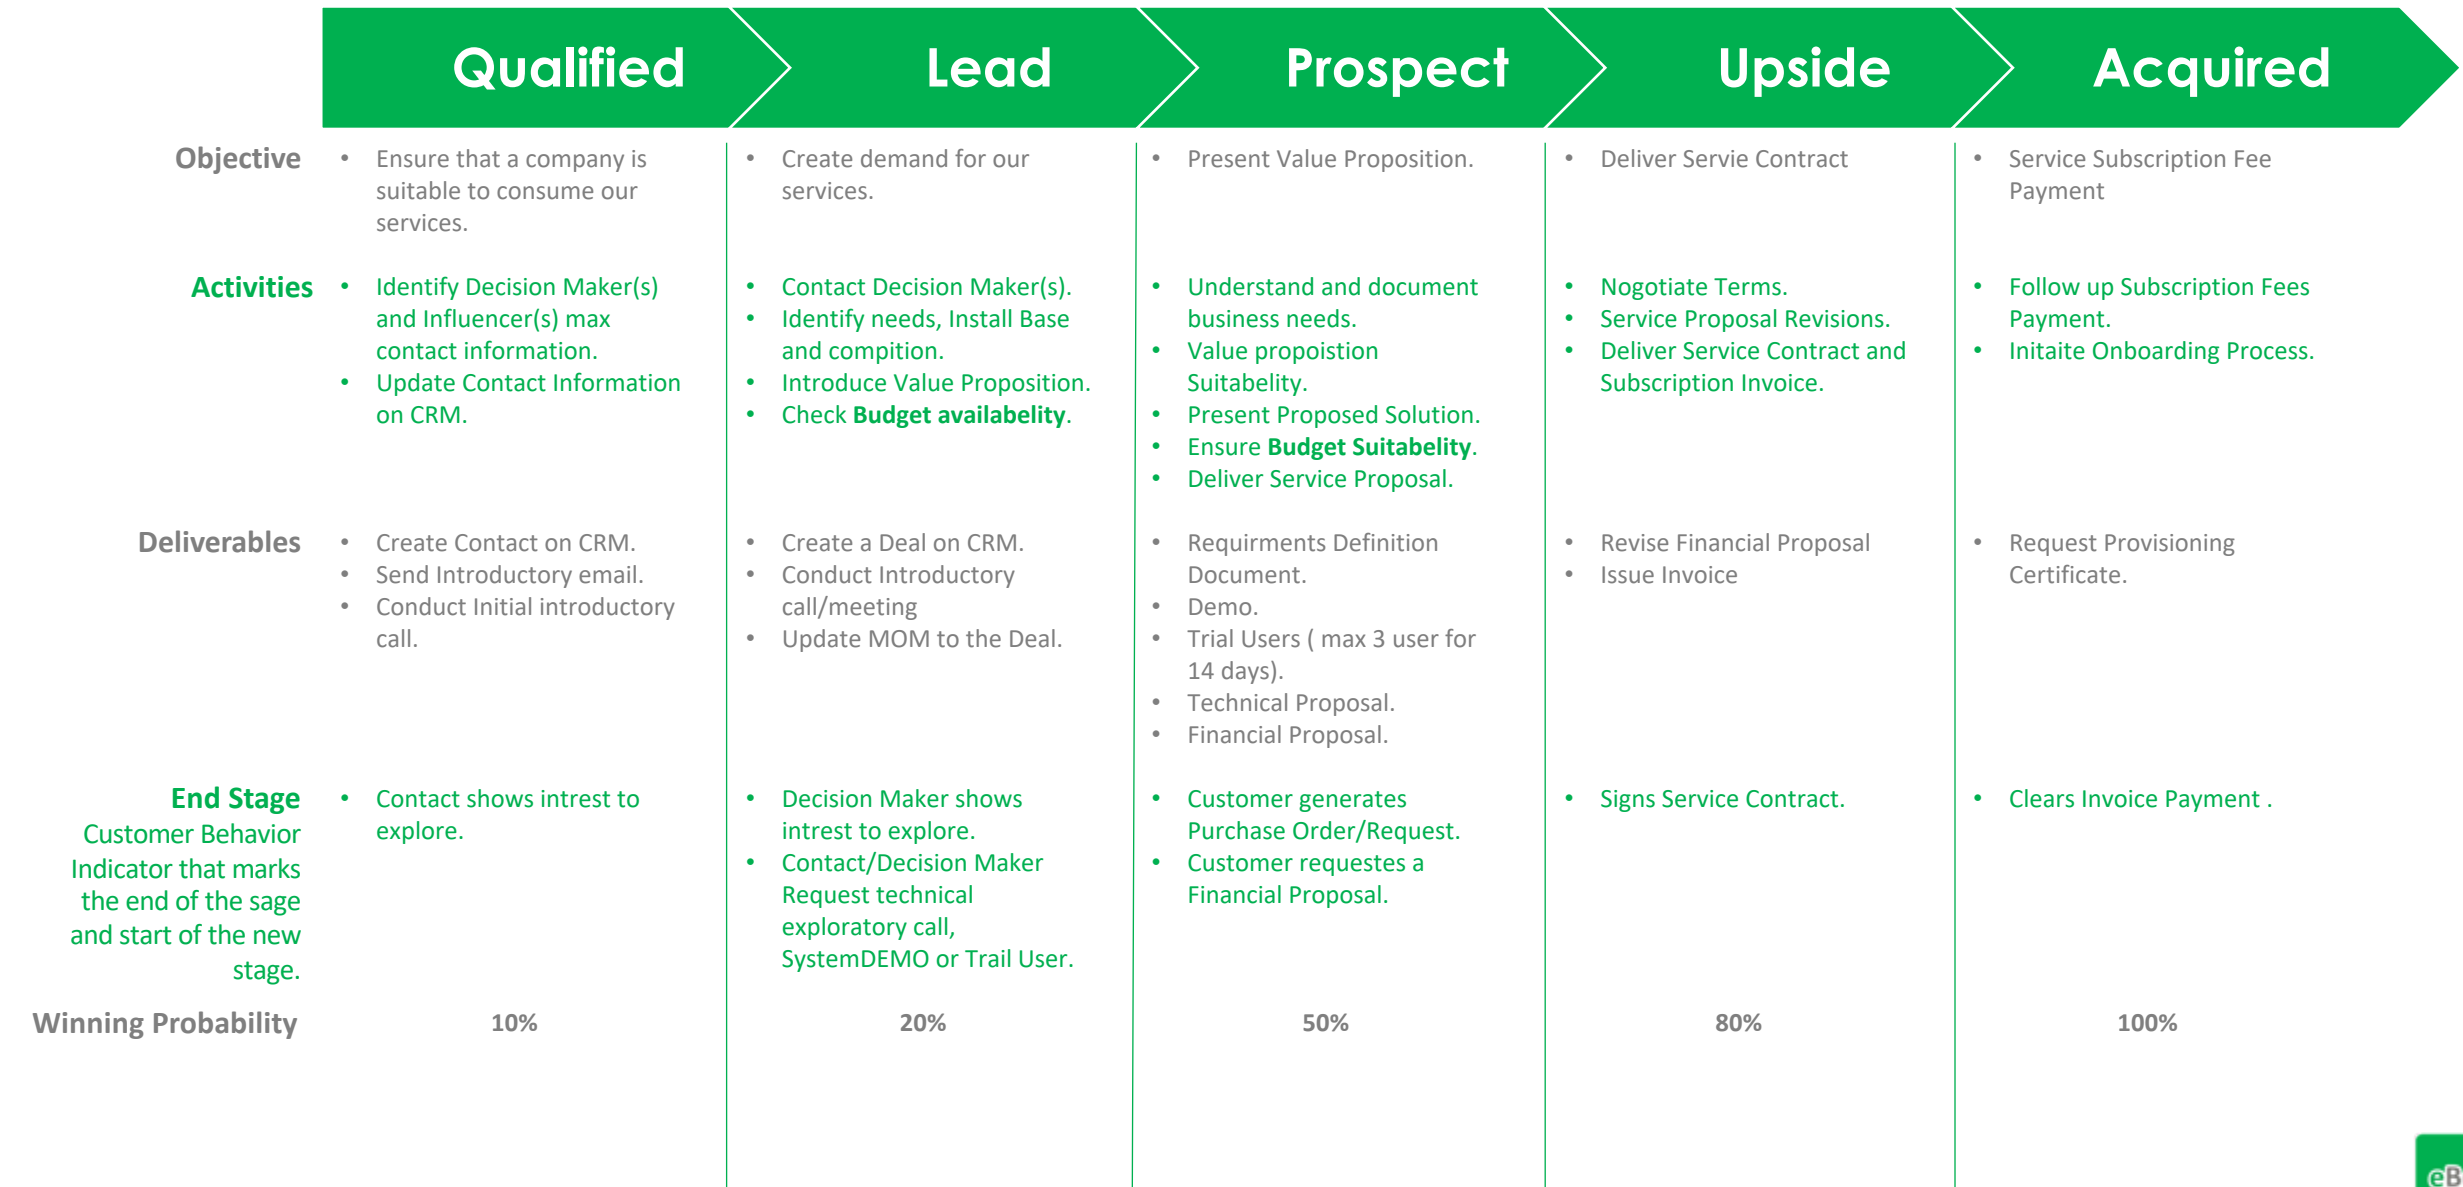 Qualified
Lead
Prospect
Upside
Acquired
Objective
• Ensure that a company is
suitable to consume our
services.
• Create demand for our
services.
• Present Value Proposition.
• Deliver Servie Contract
• Service Subscription Fee
Payment
Activities
• Identify Decision Maker(s)
and Influencer(s) max
contact information.
• Update Contact Information
on CRM.
• Contact Decision Maker(s).
• Identify needs, Install Base
and compition.
• Introduce Value Proposition.
• Check Budget availabelity.
• Understand and document
business needs.
• Value propoistion
Suitabelity.
• Present Proposed Solution.
• Ensure Budget Suitabelity.
• Deliver Service Proposal.
• Nogotiate Terms.
• Service Proposal Revisions.
• Deliver Service Contract and
Subscription Invoice.
• Follow up Subscription Fees
Payment.
• Initaite Onboarding Process.
Deliverables
• Create Contact on CRM.
• Send Introductory email.
• Conduct Initial introductory
call.
• Create a Deal on CRM.
• Conduct Introductory
call/meeting
• Update MOM to the Deal.
• Requirments Definition
Document.
• Demo.
• Trial Users ( max 3 user for
14 days).
• Technical Proposal.
• Financial Proposal.
• Revise Financial Proposal
• Issue Invoice
• Request Provisioning
Certificate.
End Stage
Customer Behavior
Indicator that marks
the end of the sage
and start of the new
stage.
• Contact shows intrest to
explore.
• Decision Maker shows
intrest to explore.
• Contact/Decision Maker
Request technical
exploratory call,
SystemDEMO or Trail User.
• Customer generates
Purchase Order/Request.
• Customer requestes a
Financial Proposal.
• Signs Service Contract.
• Clears Invoice Payment .
Winning Probability
10%
20%
50%
80%
100%
eB